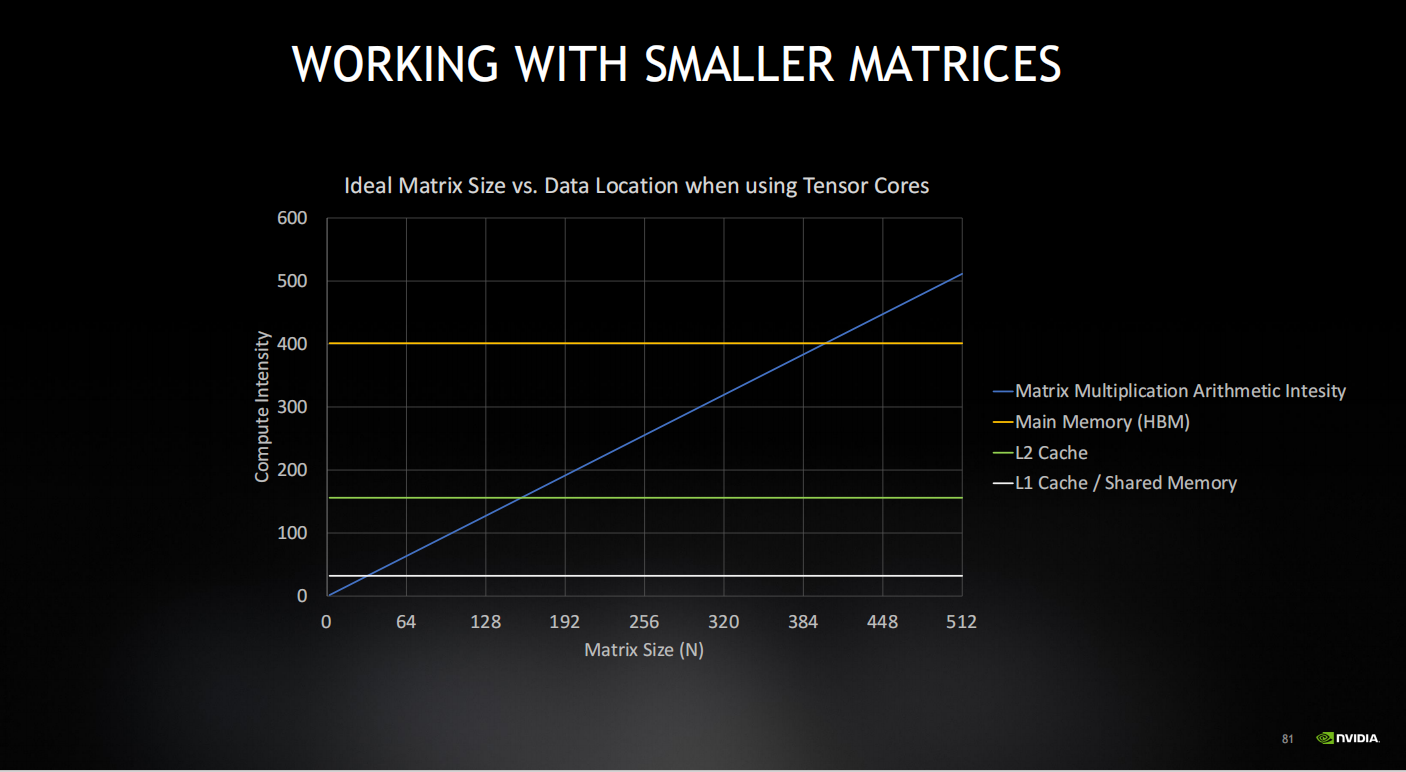 WORKING WITH SMALLER MATRICES
Ideal Matrix Size vs. Data Location when using Tensor Cores
600
500
400
300
200
100
0
Compute Intensity
0 64 128 192 256 320 384 448 512
Matrix Size (N)
Matrix Multiplication Arithmetic Intesity
Main Memory (HBM)
L2 Cache
L1 Cache / Shared Memory
81 NVIDIA.